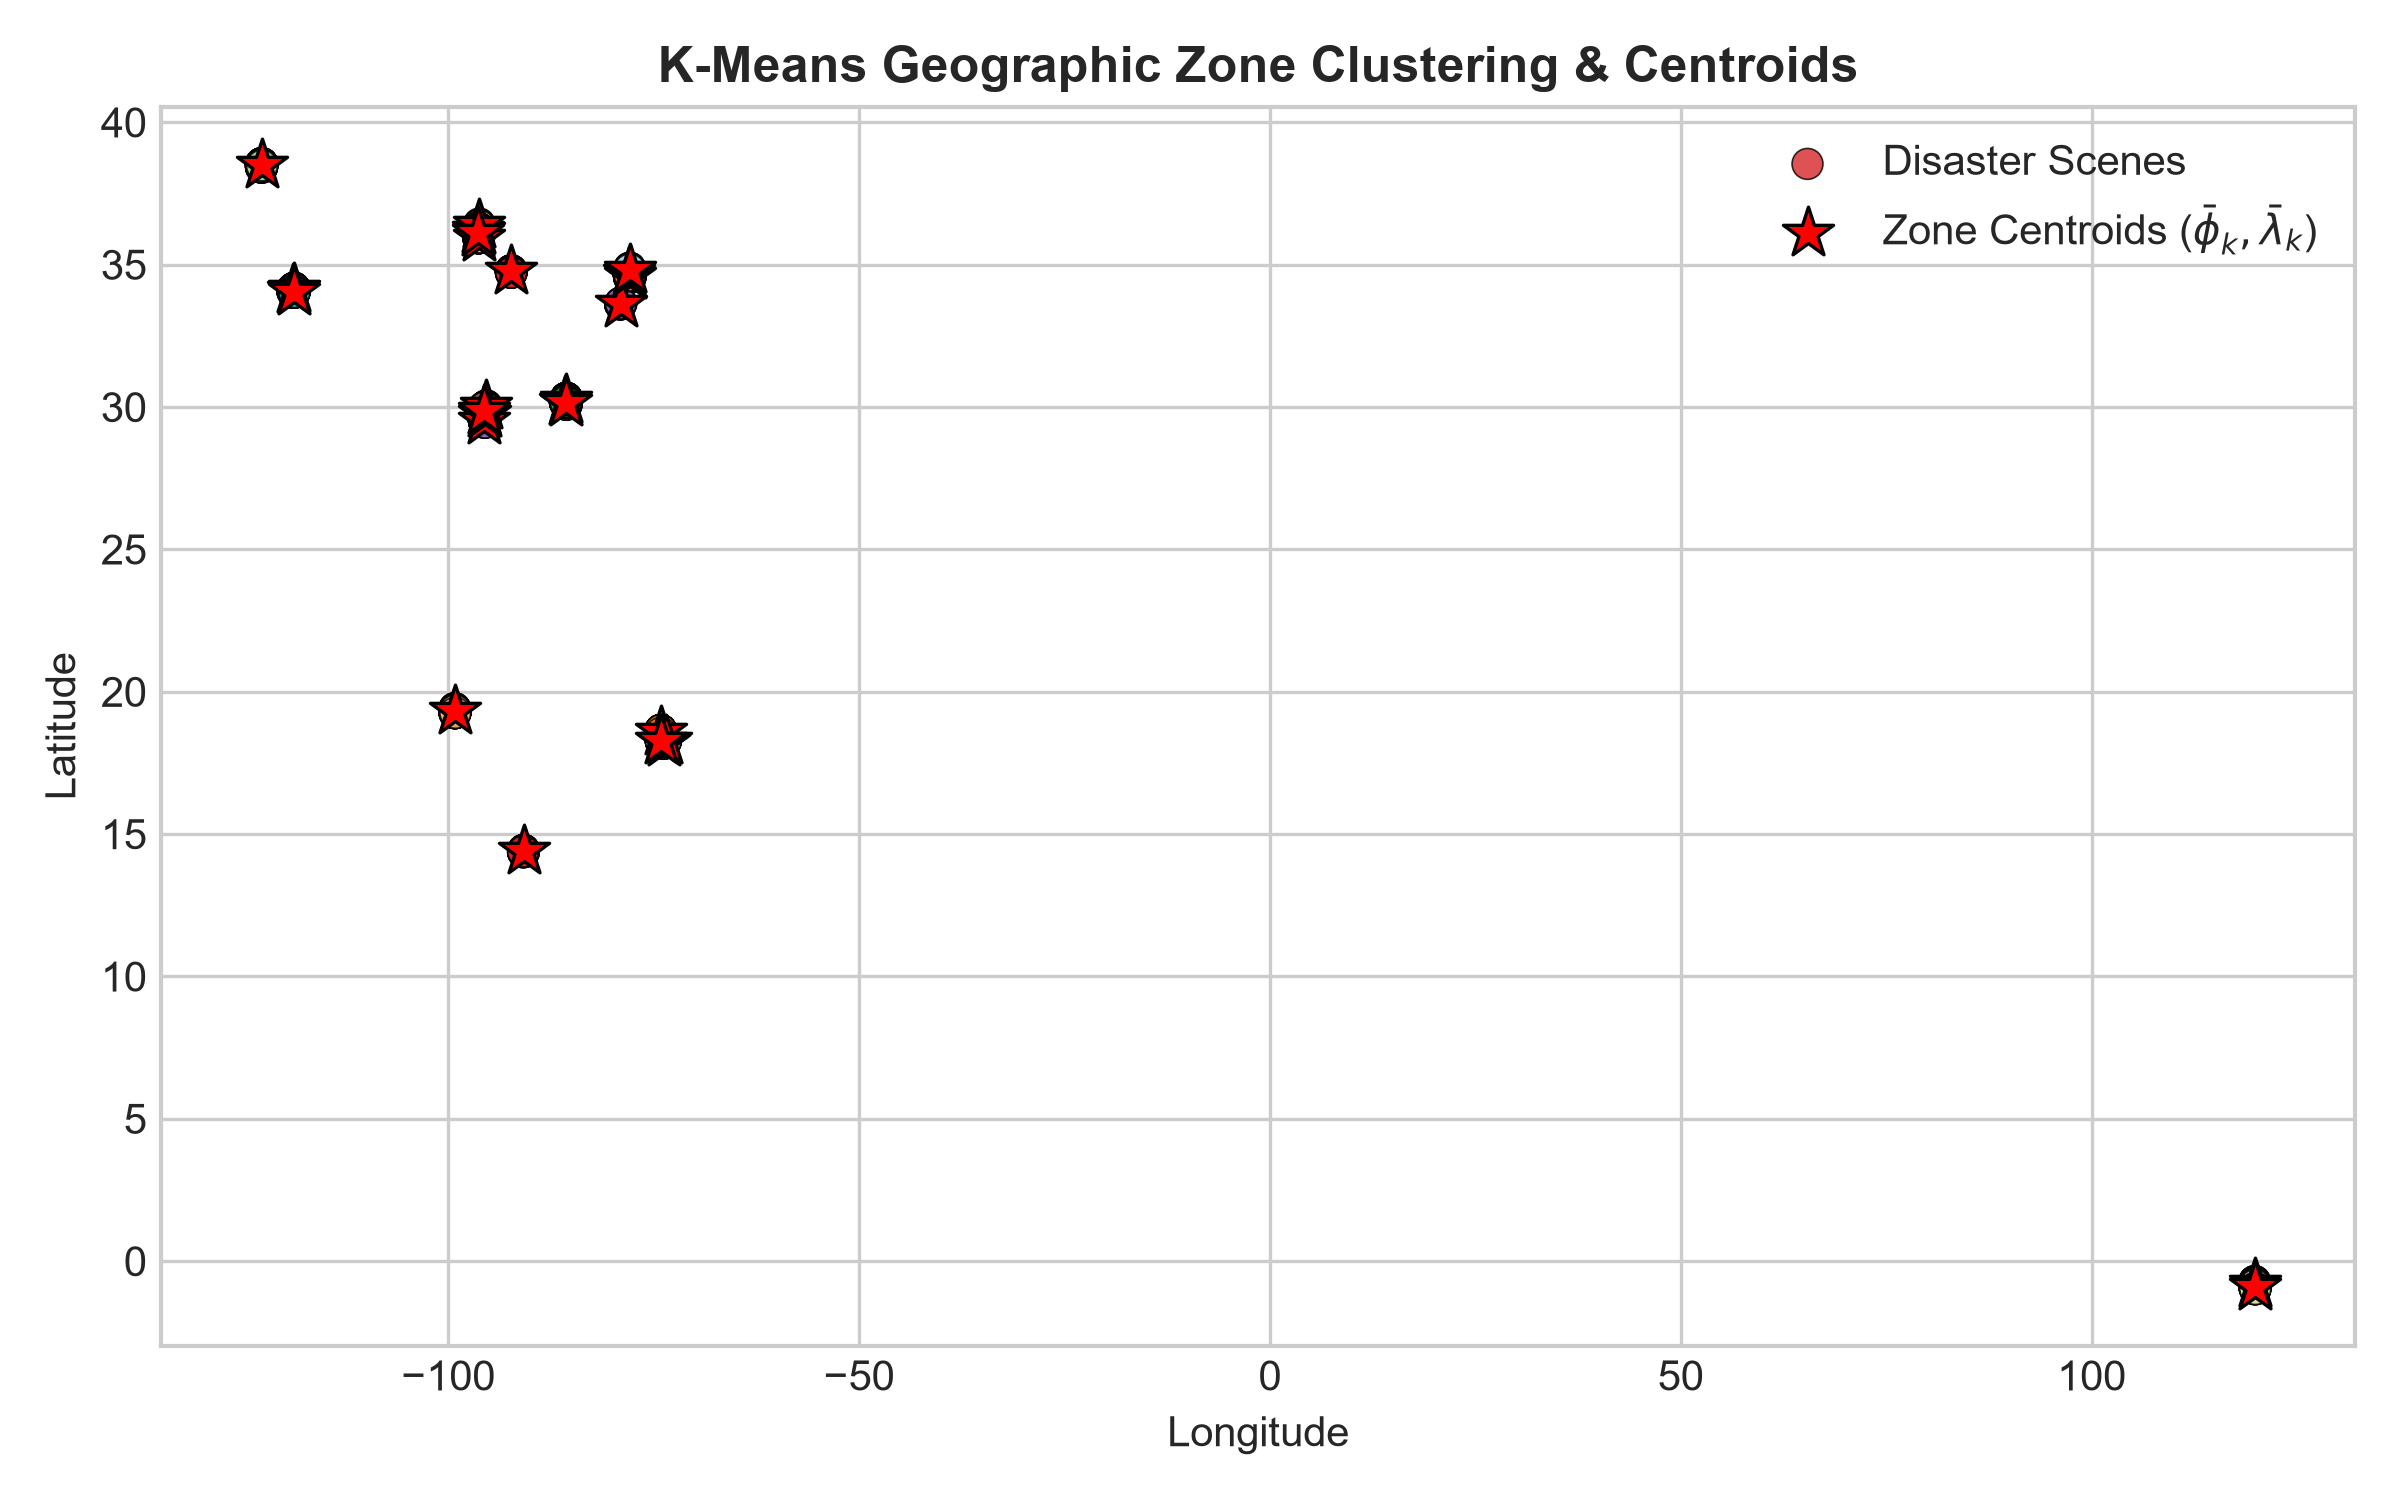 K-Means Geographic Zone Clustering & Centroids
Disaster Scenes
Zone Centroids (ϕ̄ₖ, λ̄ₖ)
Latitude
40
35
30
25
20
15
10
5
0
−100
−50
0
50
100
Longitude